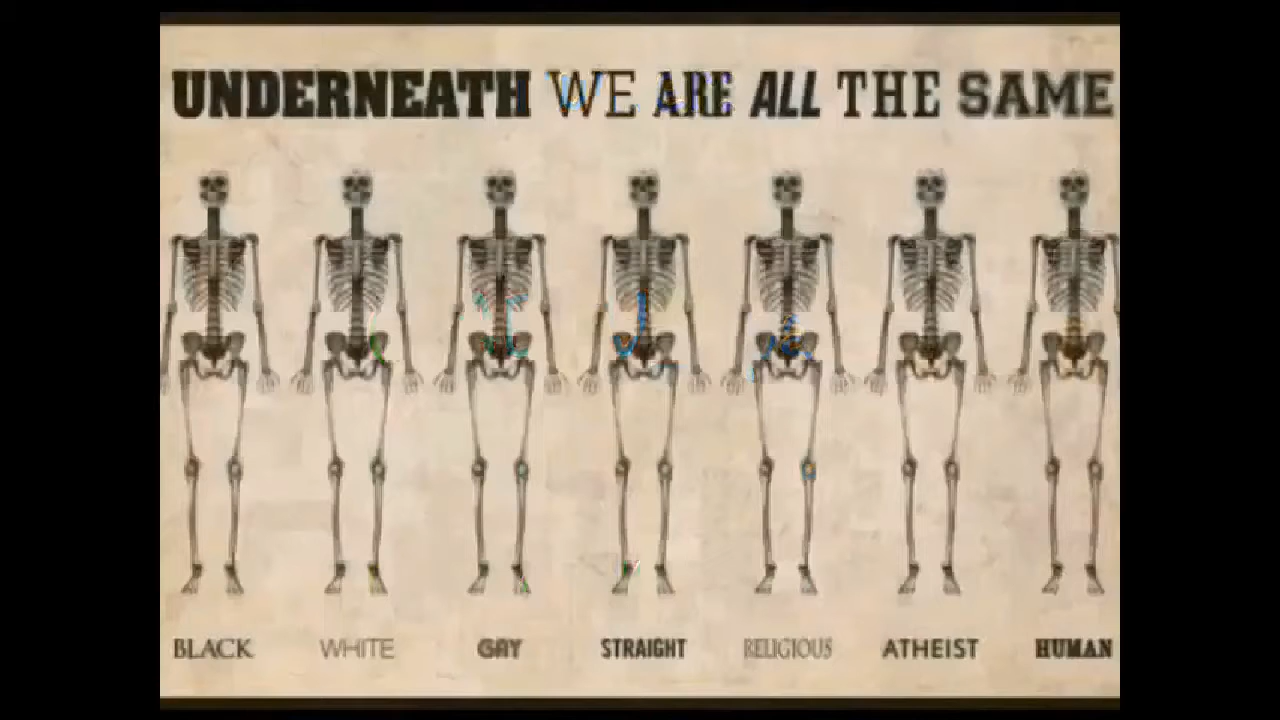 UNDERNEATH WE ARE ALL THE SAME
BLACK WHITE GAY STRAIGHT RELIGIOUS ATHEIST HUMAN